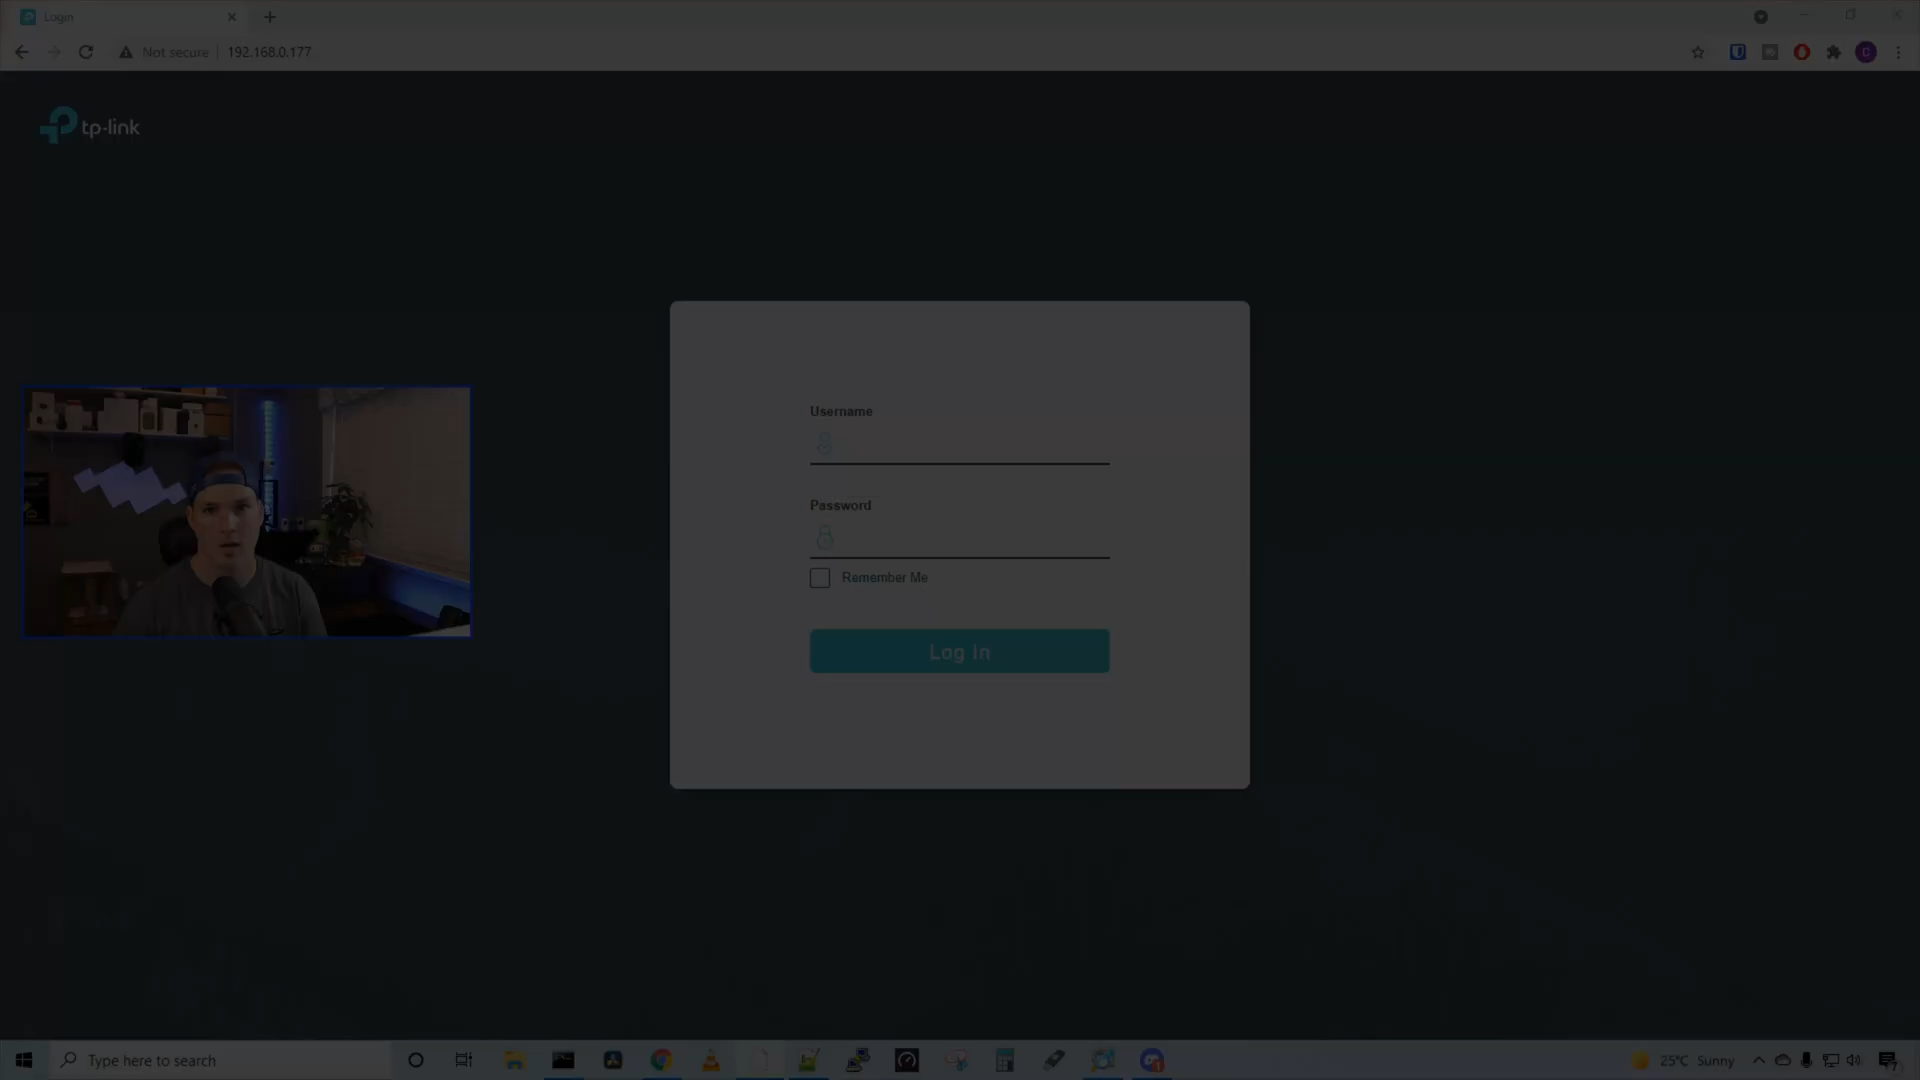 Login
Not secure
192.168.0.177
tp-link
Username
Password
Remember Me
Log In
Type here to search
25°C Sunny